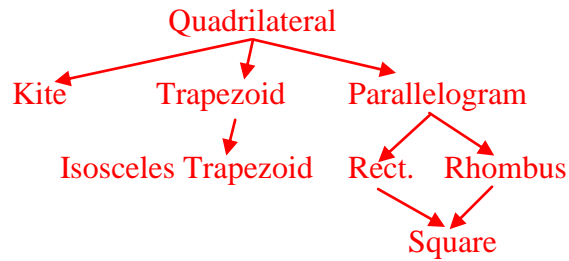 Quadrilateral
Kite Trapezoid Parallelogram
Isosceles Trapezoid Rect. Rhombus
Square